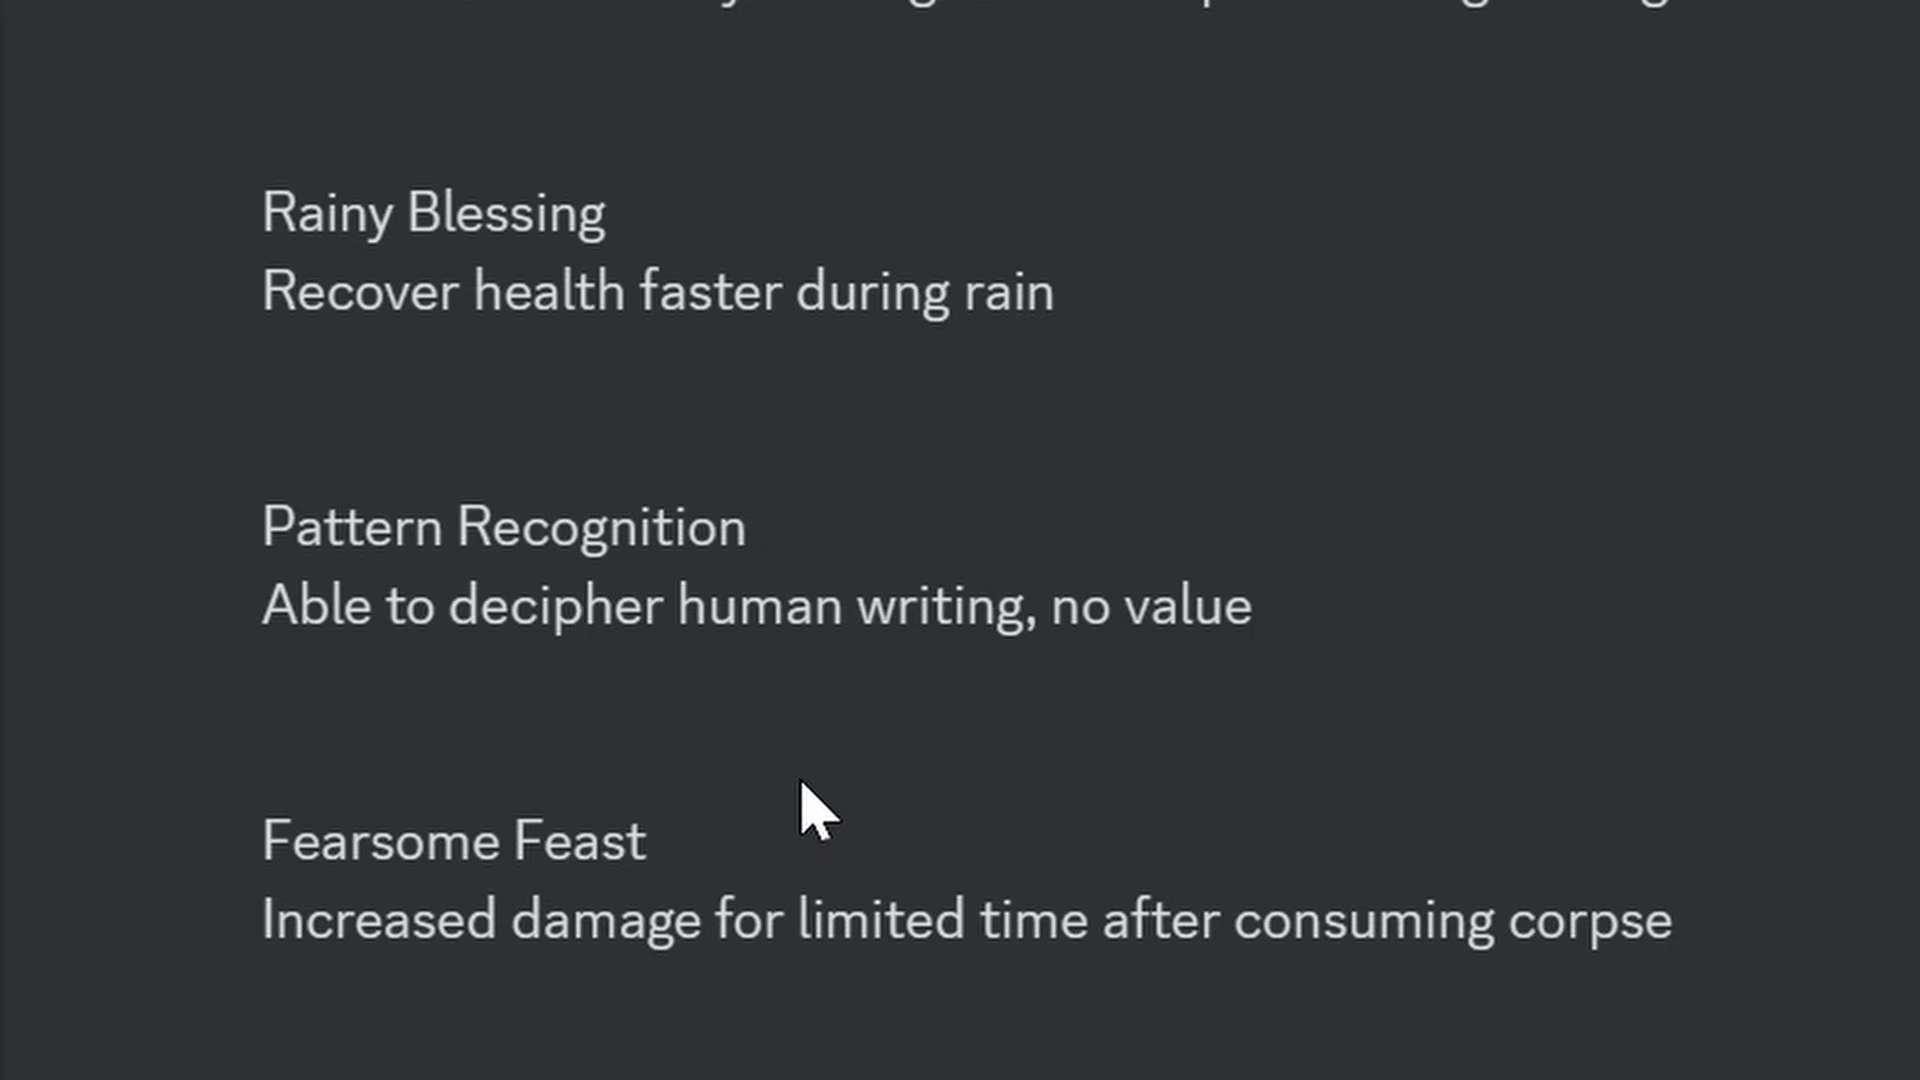 Rainy Blessing
Recover health faster during rain
Pattern Recognition
Able to decipher human writing, no value
Fearsome Feast
Increased damage for limited time after consuming corpse